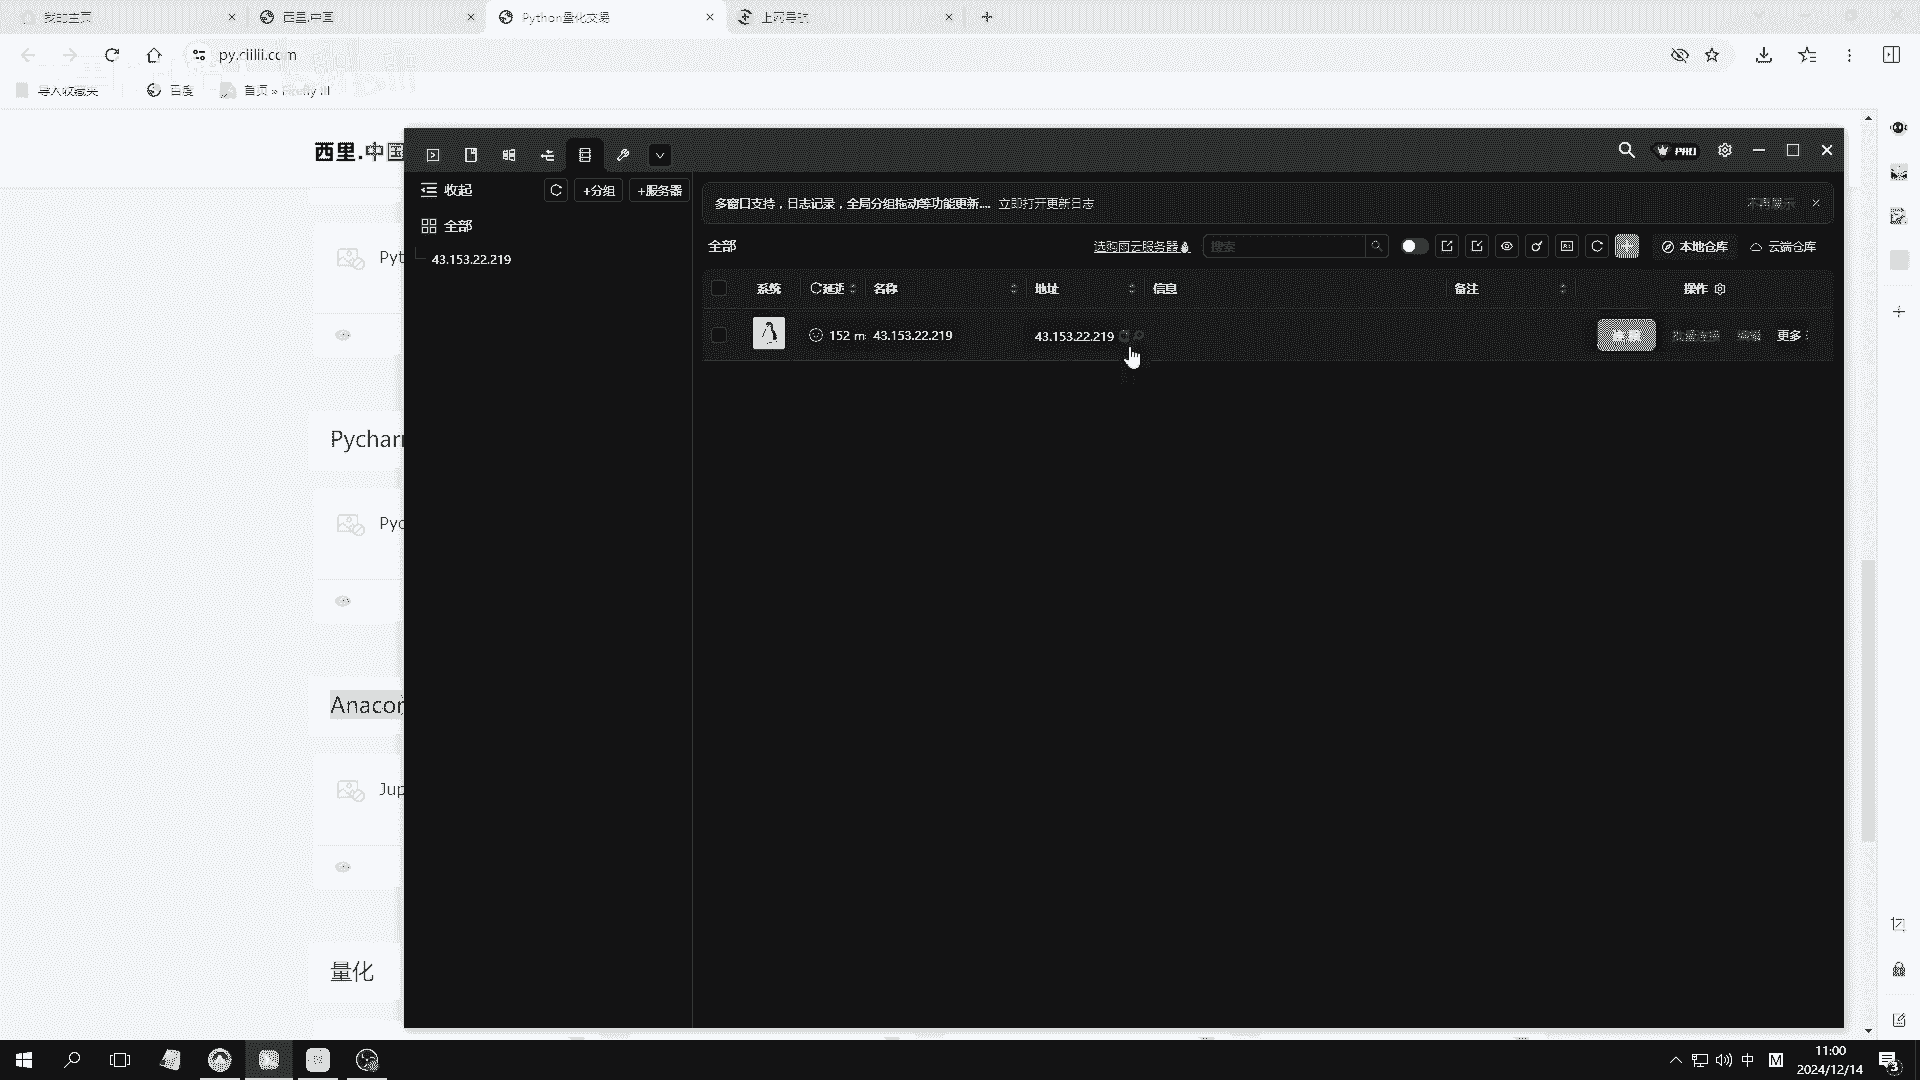 我的主页
西里.中国
Python量化交易
上网导航
py.ciilii.com
导入收藏夹
百度
西里.中国
PRO
收起
+分组
+服务器
多窗口支持，日志记录，全局分组拖动等功能更新....
立即打开更新日志
不再提示
全部
全部
选购雨云服务器
搜索
本地仓库
云端仓库
43.153.22.219
系统
延迟
名称
地址
信息
备注
操作
152 m
43.153.22.219
43.153.22.219
批量连接
编辑
更多
Pyt
Pychar
Pyc
Anacon
Jup
量化
中
M
11:00
2024/12/14
3